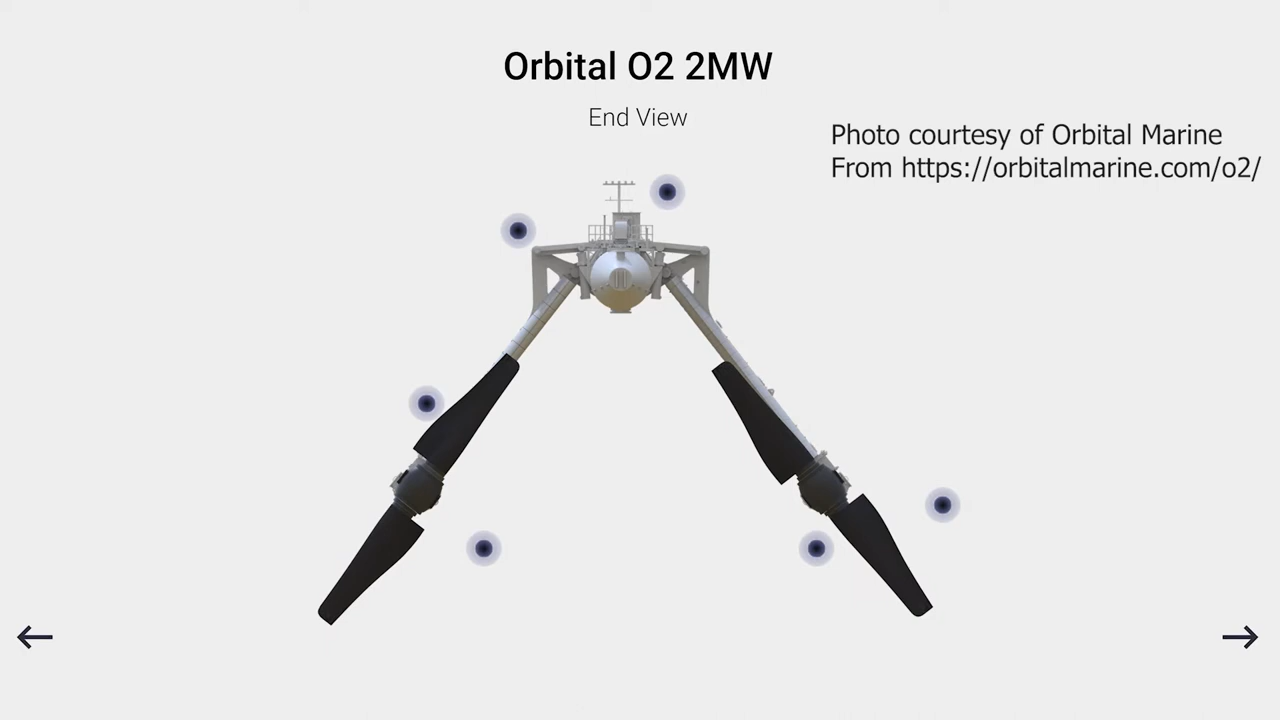 Orbital O2 2MW
End View
Photo courtesy of Orbital Marine
From https://orbitalmarine.com/o2/